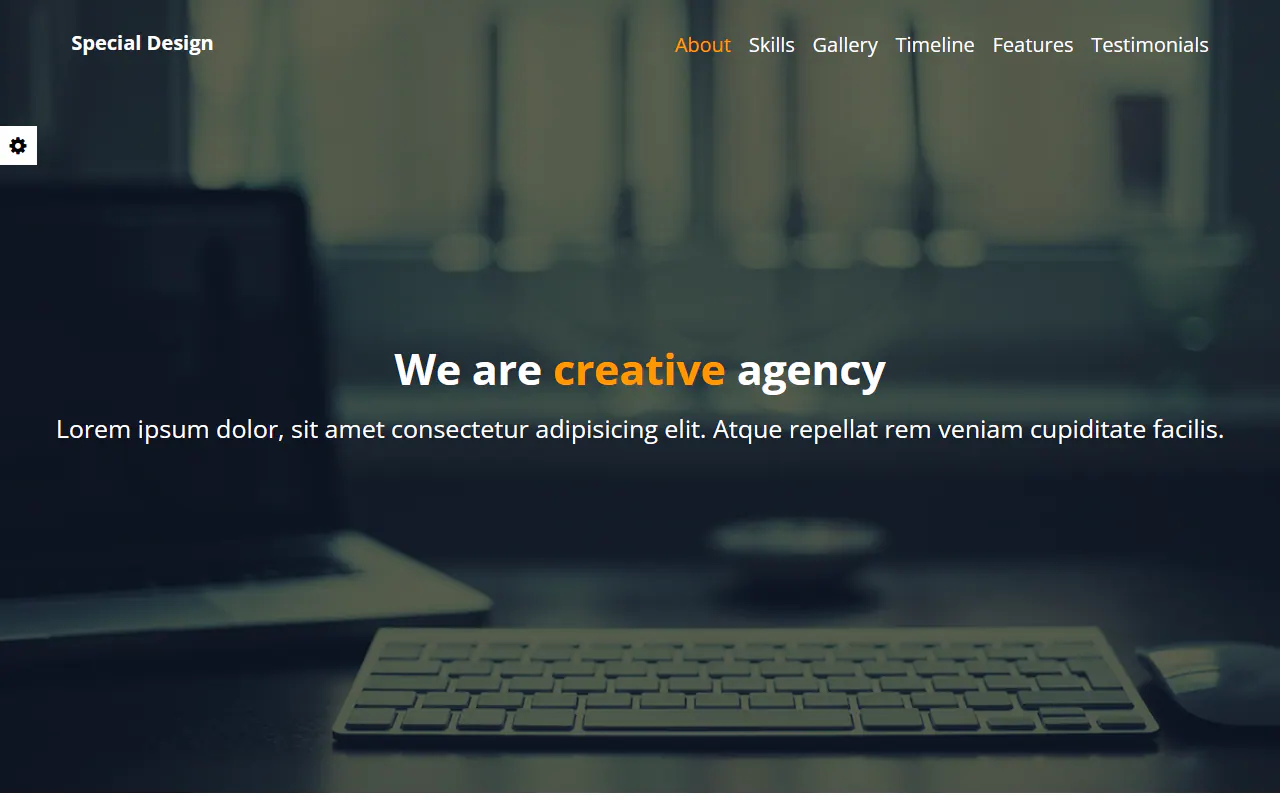 Special Design
About Skills Gallery Timeline Features Testimonials
We are creative agency
Lorem ipsum dolor, sit amet consectetur adipisicing elit. Atque repellat rem veniam cupiditate facilis.